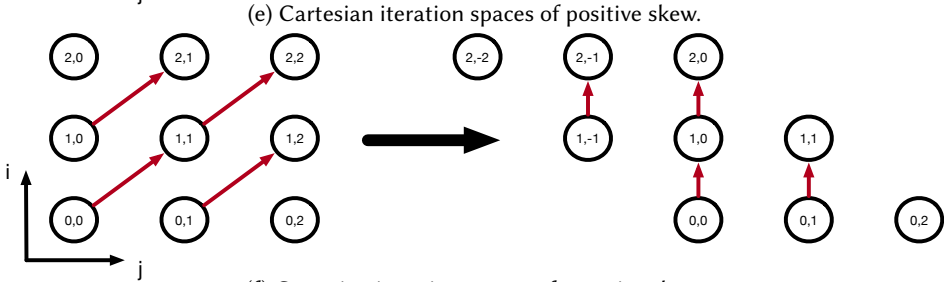 (e) Cartesian iteration spaces of positive skew.
2,0 2,1 2,2 2,-2 2,-1 2,0
1,0 1,1 1,2 1,-1 1,0 1,1
i
0,0 0,1 0,2 0,0 0,1 0,2
j